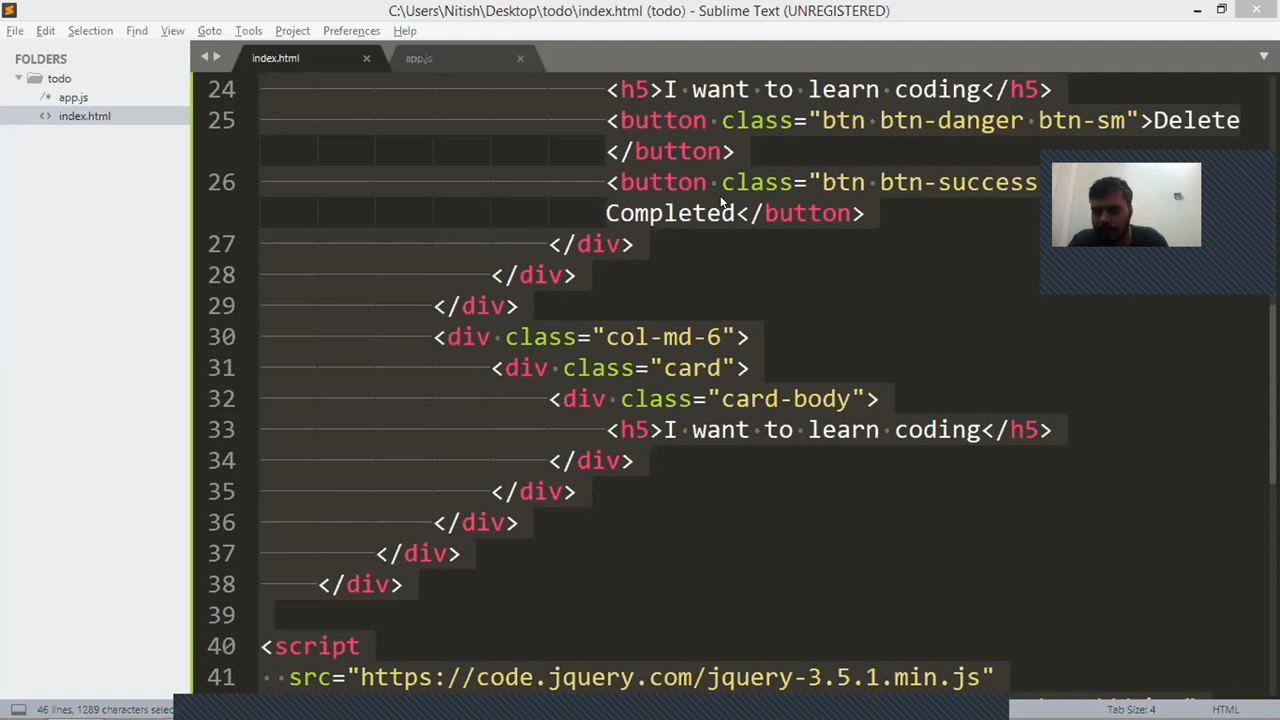 C:\Users\Nitish\Desktop\todo\index.html (todo) - Sublime Text (UNREGISTERED)
File Edit Selection Find View Goto Tools Project Preferences Help
FOLDERS
todo
app.js
index.html
index.html
app.js
24 <h5>I want to learn coding</h5>
25 <button class="btn btn-danger btn-sm">Delete
</button>
26 <button class="btn btn-success
Completed</button>
27 </div>
28 </div>
29 </div>
30 <div class="col-md-6">
31 <div class="card">
32 <div class="card-body">
33 <h5>I want to learn coding</h5>
34 </div>
35 </div>
36 </div>
37 </div>
38 </div>
39
40 <script
41 src="https://code.jquery.com/jquery-3.5.1.min.js"
46 lines, 1289 characters selec
Tab Size: 4
HTML